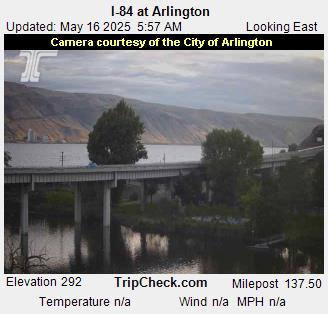 I-84 at Arlington
Updated: May 16 2025 5:57 AM Looking East
Camera courtesy of the City of Arlington
Elevation 292 TripCheck.com Milepost 137.50
Temperature n/a Wind n/a MPH n/a